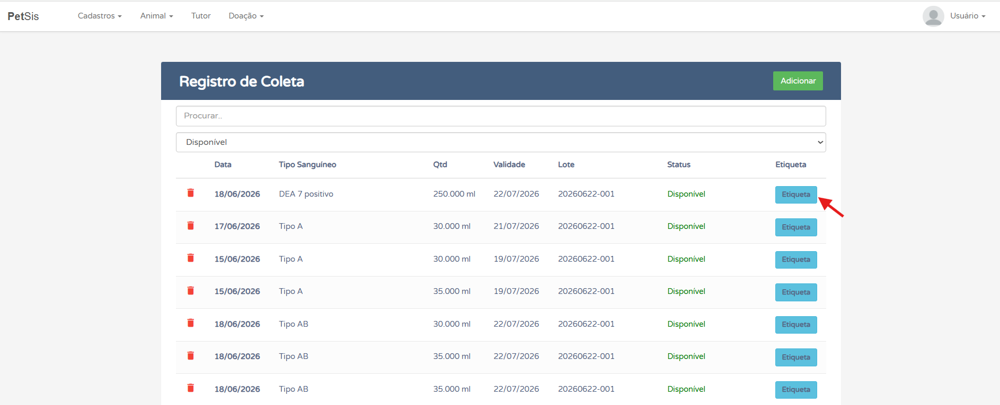 PetSis Cadastros Animal Tutor Doação Usuário
Registro de Coleta Adicionar
Procurar..
Disponível
Data Tipo Sanguíneo Qtd Validade Lote Status Etiqueta
18/06/2026 DEA 7 positivo 250.000 ml 22/07/2026 20260622-001 Disponível Etiqueta
17/06/2026 Tipo A 30.000 ml 21/07/2026 20260622-001 Disponível Etiqueta
15/06/2026 Tipo A 30.000 ml 19/07/2026 20260622-001 Disponível Etiqueta
15/06/2026 Tipo A 35.000 ml 19/07/2026 20260622-001 Disponível Etiqueta
18/06/2026 Tipo AB 30.000 ml 22/07/2026 20260622-001 Disponível Etiqueta
18/06/2026 Tipo AB 35.000 ml 22/07/2026 20260622-001 Disponível Etiqueta
18/06/2026 Tipo AB 35.000 ml 22/07/2026 20260622-001 Disponível Etiqueta